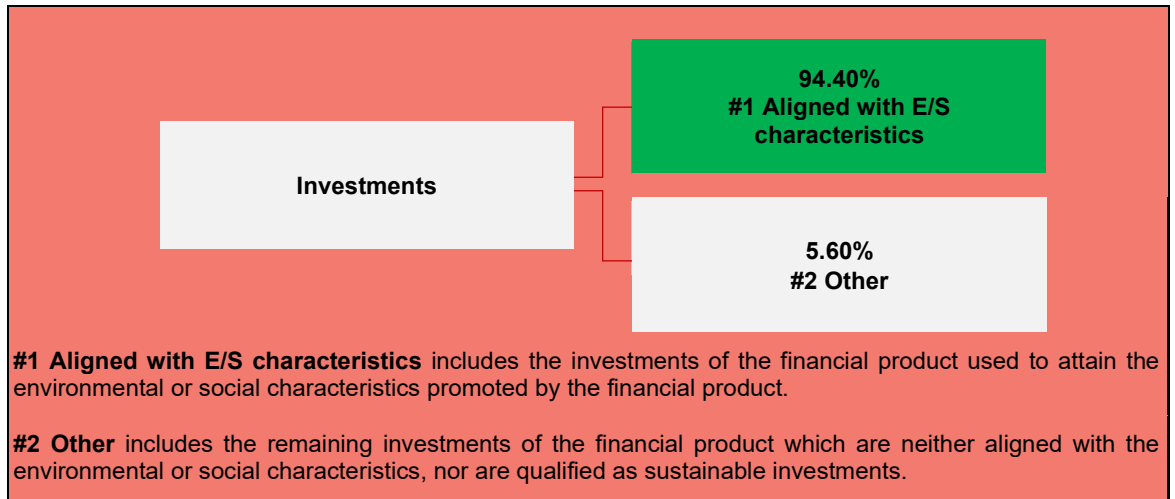 94.40%
#1 Aligned with E/S
characteristics
Investments
5.60%
#2 Other
#1 Aligned with E/S characteristics includes the investments of the financial product used to attain the
environmental or social characteristics promoted by the financial product.
#2 Other includes the remaining investments of the financial product which are neither aligned with the
environmental or social characteristics, nor are qualified as sustainable investments.